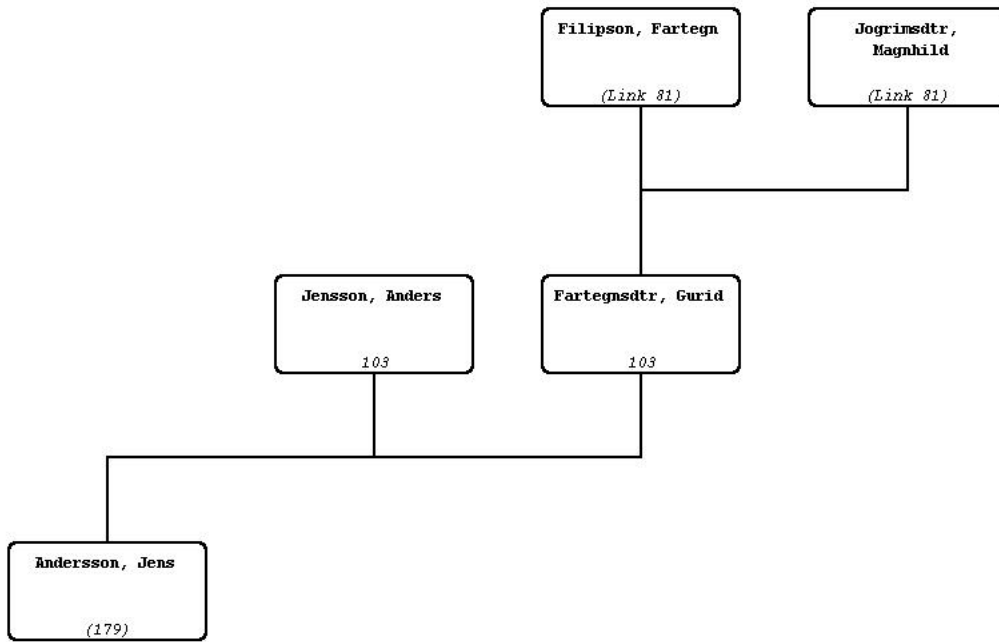 Filipson, Fartegn
(Link 81)
Jogrimsdtr,
Magnhild
(Link 81)
Jensson, Anders
103
Fartegnsdtr, Gurid
103
Andersson, Jens
(179)